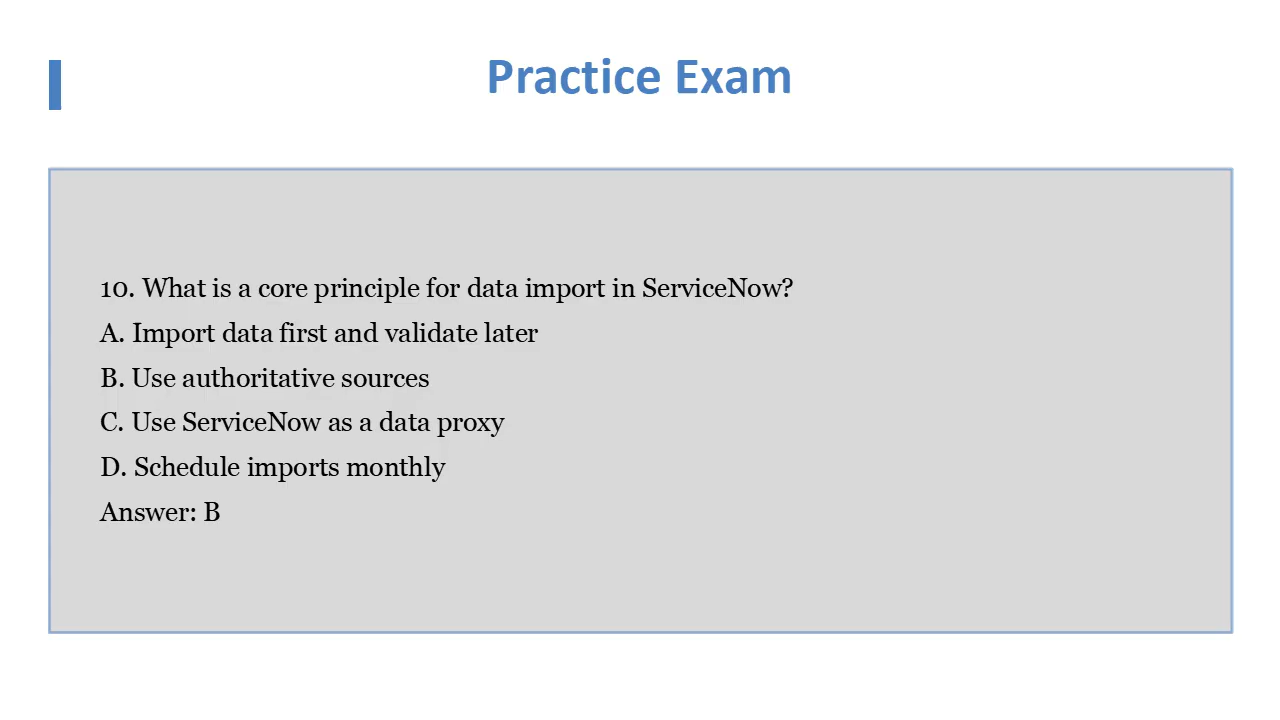 Practice Exam
10. What is a core principle for data import in ServiceNow?
A. Import data first and validate later
B. Use authoritative sources
C. Use ServiceNow as a data proxy
D. Schedule imports monthly
Answer: B